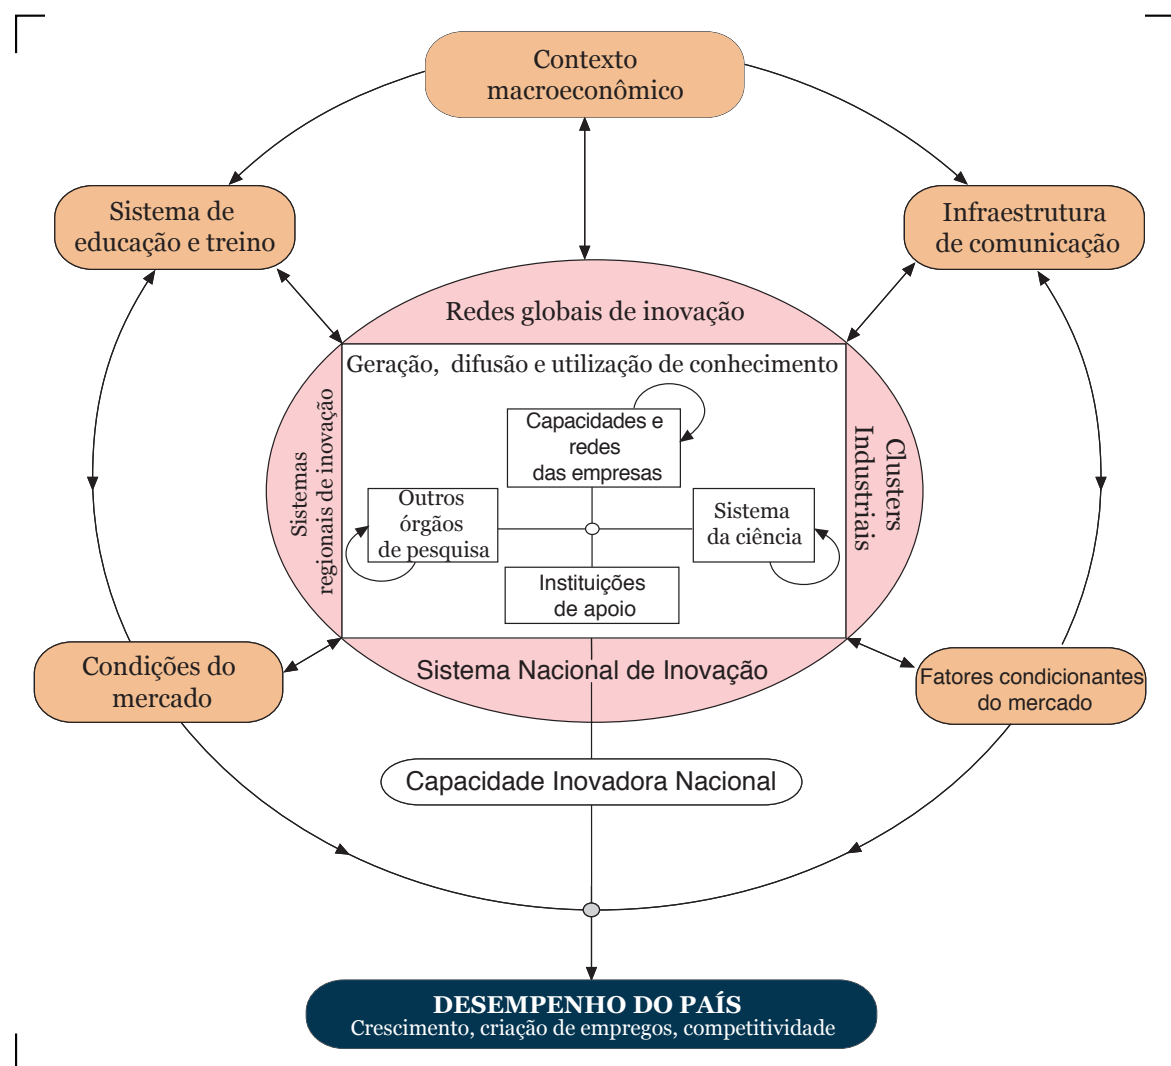 Contexto
macroeconômico
Sistema de
educação e treino
Infraestrutura
de comunicação
Redes globais de inovação
Geração, difusão e utilização de conhecimento
Capacidades e
redes
das empresas
Sistemas
regionais de inovação
Clusters
Industriais
Outros
órgãos
de pesquisa
Sistema
da ciência
Instituições
de apoio
Condições do
mercado
Sistema Nacional de Inovação
Fatores condicionantes
do mercado
Capacidade Inovadora Nacional
DESEMPENHO DO PAÍS
Crescimento, criação de empregos, competitividade